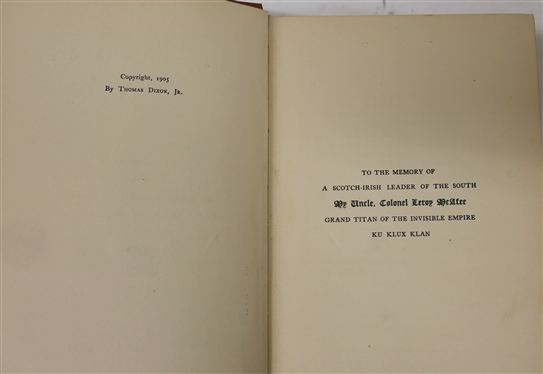 Copyright, 1905
By Thomas Dixon, Jr.
TO THE MEMORY OF
A SCOTCH-IRISH LEADER OF THE SOUTH
My Uncle, Colonel Leroy McAfee
GRAND TITAN OF THE INVISIBLE EMPIRE
KU KLUX KLAN